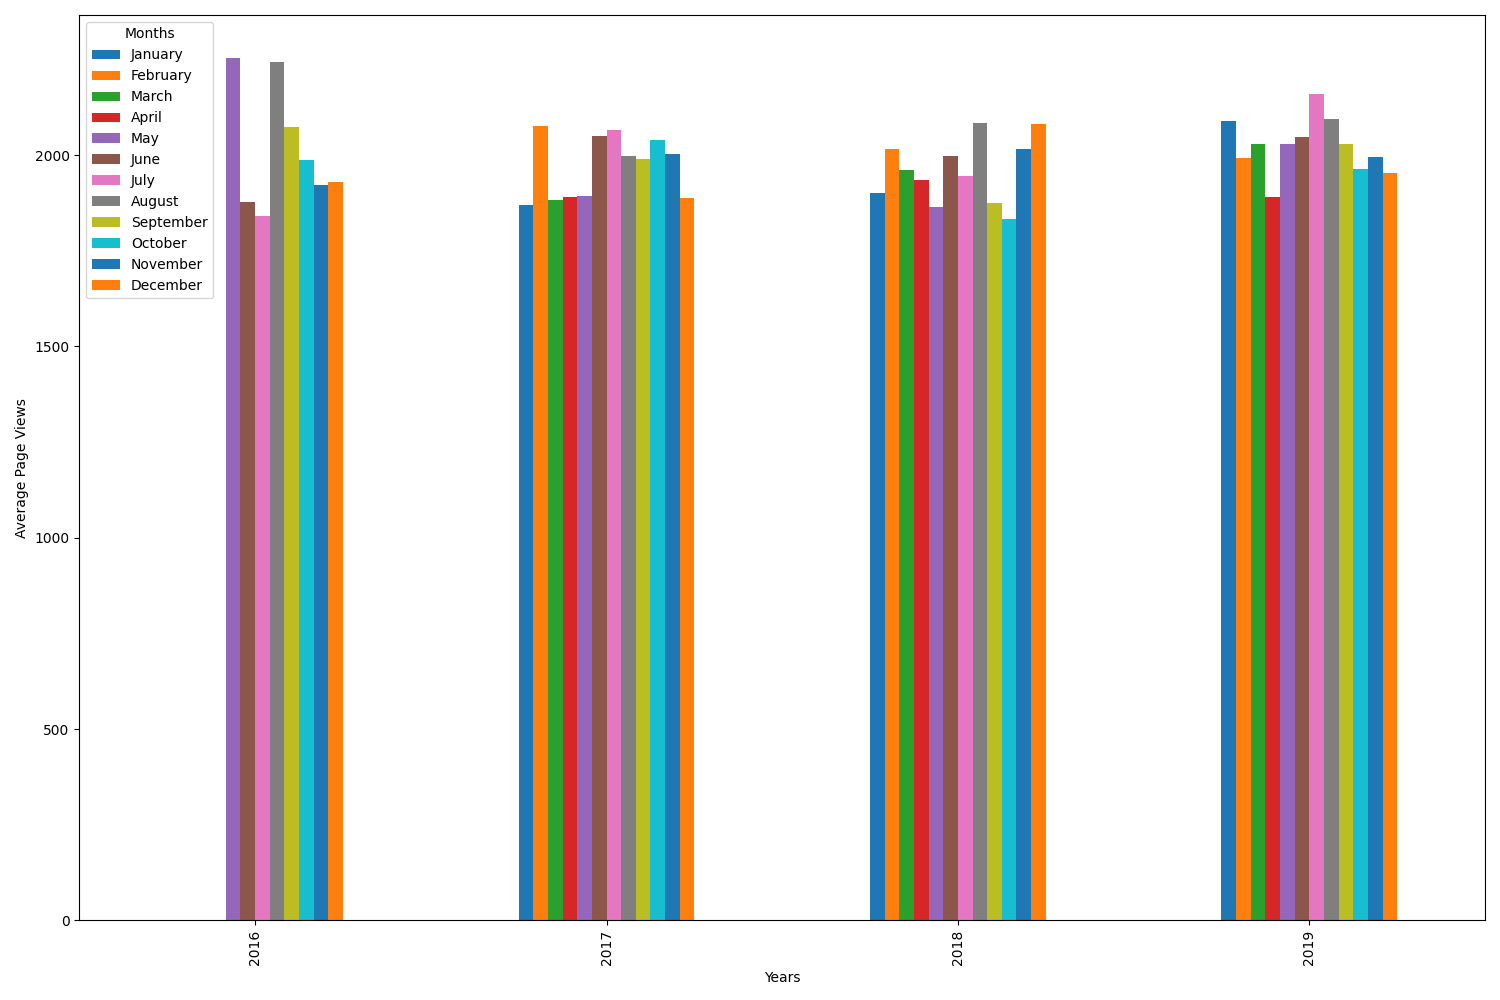 Months
January
February
March
April
May
June
July
August
September
October
November
December
2000
1500
1000
500
0
Average Page Views
2016
2017
2018
2019
Years